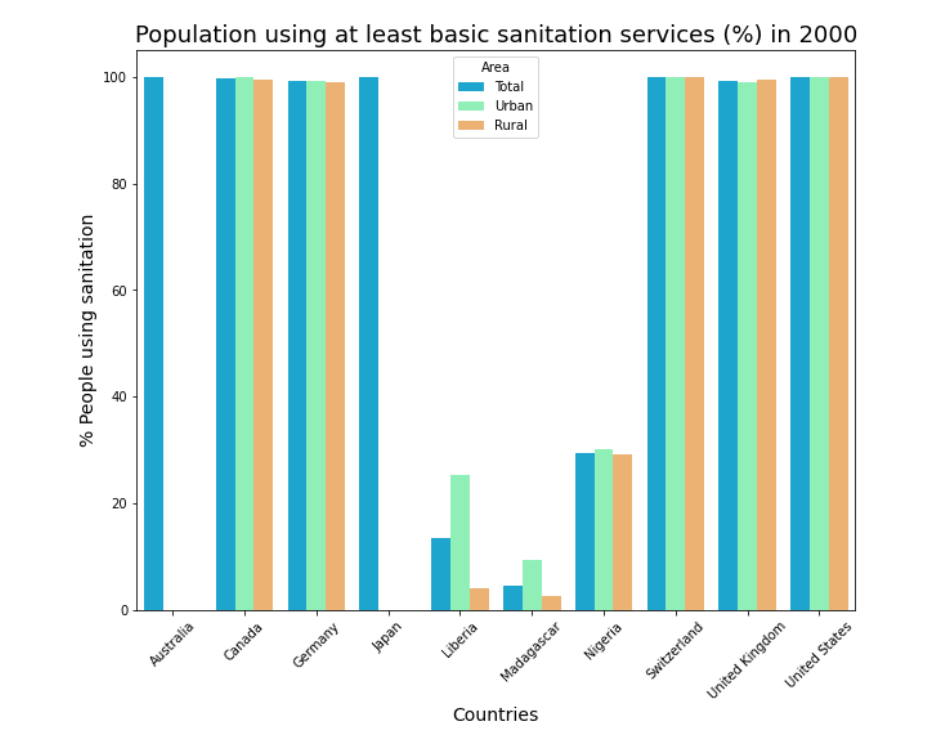 Population using at least basic sanitation services (%) in 2000
Area
Total
Urban
Rural
100
80
60
40
20
0
% People using sanitation
Australia
Canada
Germany
Japan
Liberia
Madagascar
Nigeria
Switzerland
United Kingdom
United States
Countries